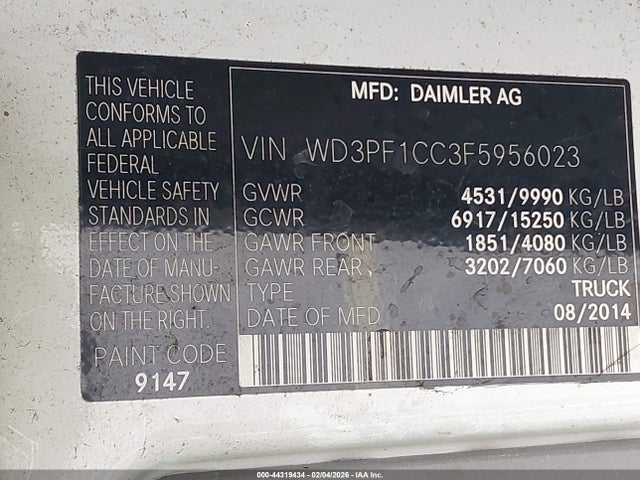 THIS VEHICLE
CONFORMS TO
ALL APPLICABLE
FEDERAL
VEHICLE SAFETY
STANDARDS IN
EFFECT ON THE
DATE OF MANU-
FACTURE SHOWN
ON THE RIGHT.
PAINT CODE
9147
MFD: DAIMLER AG
VIN WD3PF1CC3F5956023
GVWR 4531/9990 KG/LB
GCWR 6917/15250 KG/LB
GAWR FRONT 1851/4080 KG/LB
GAWR REAR 3202/7060 KG/LB
TYPE TRUCK
DATE OF MFD 08/2014
000-44319434 - 02/04/2026 - IAA Inc.